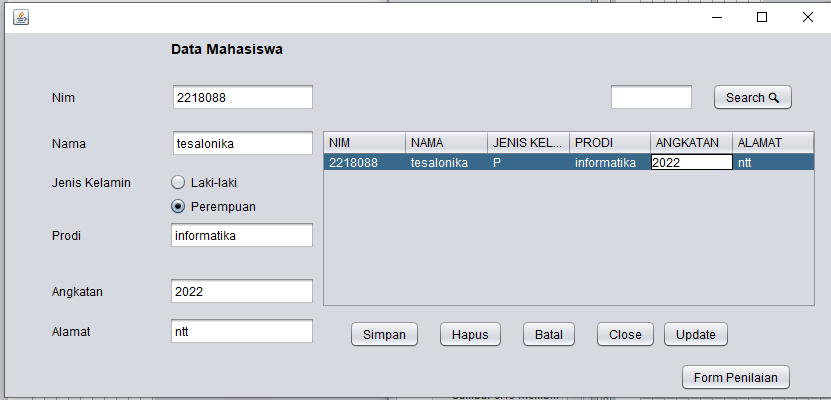 Data Mahasiswa
Nim 2218088 Search
Nama tesalonika
NIM NAMA JENIS KEL... PRODI ANGKATAN ALAMAT
2218088 tesalonika P informatika 2022 ntt
Jenis Kelamin Laki-laki
Perempuan
Prodi informatika
Angkatan 2022
Alamat ntt
Simpan Hapus Batal Close Update
Form Penilaian